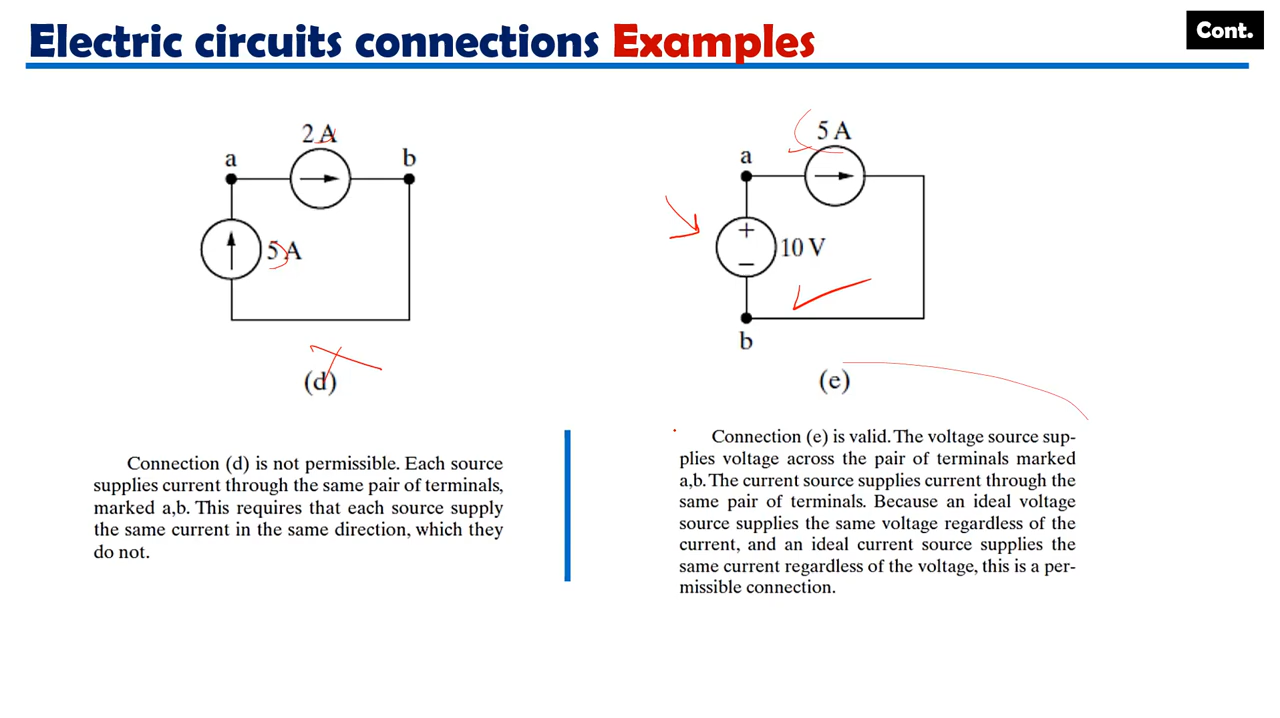 Electric circuits connections Examples
Cont.
2 A
a
b
5 A
(d)
Connection (d) is not permissible. Each source
supplies current through the same pair of terminals,
marked a,b. This requires that each source supply
the same current in the same direction, which they
do not.
5 A
a
+
10 V
−
b
(e)
Connection (e) is valid. The voltage source sup-
plies voltage across the pair of terminals marked
a,b. The current source supplies current through the
same pair of terminals. Because an ideal voltage
source supplies the same voltage regardless of the
current, and an ideal current source supplies the
same current regardless of the voltage, this is a per-
missible connection.